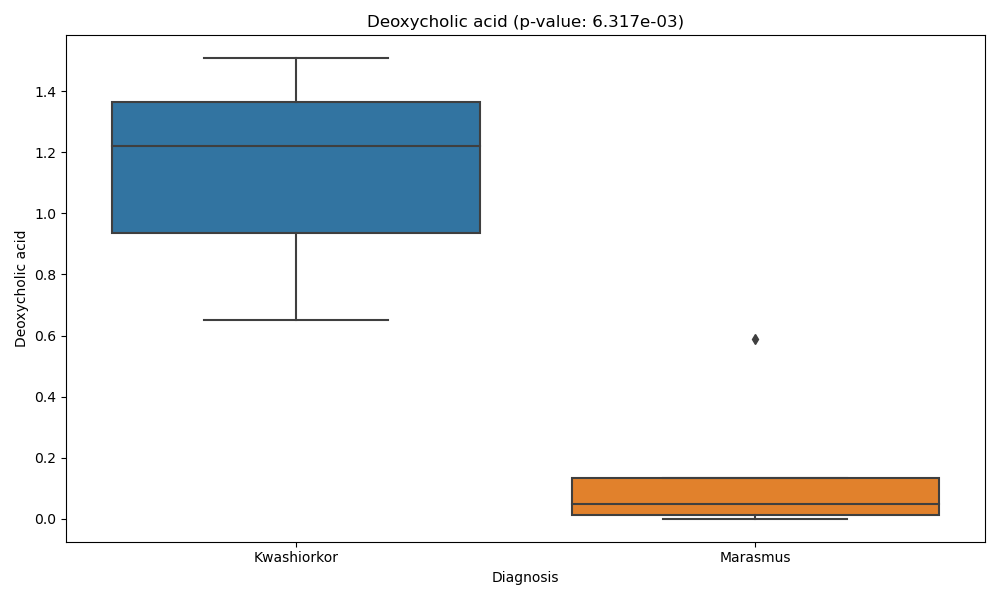 Deoxycholic acid (p-value: 6.317e-03)
Deoxycholic acid
1.4
1.2
1.0
0.8
0.6
0.4
0.2
0.0
Kwashiorkor
Marasmus
Diagnosis